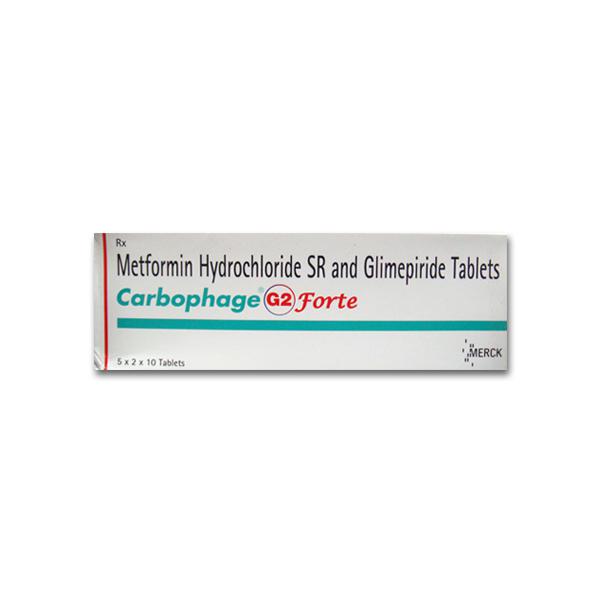 Rx
Metformin Hydrochloride SR and Glimepiride Tablets
Carbophage® G2 Forte
5 x 2 x 10 Tablets
MERCK